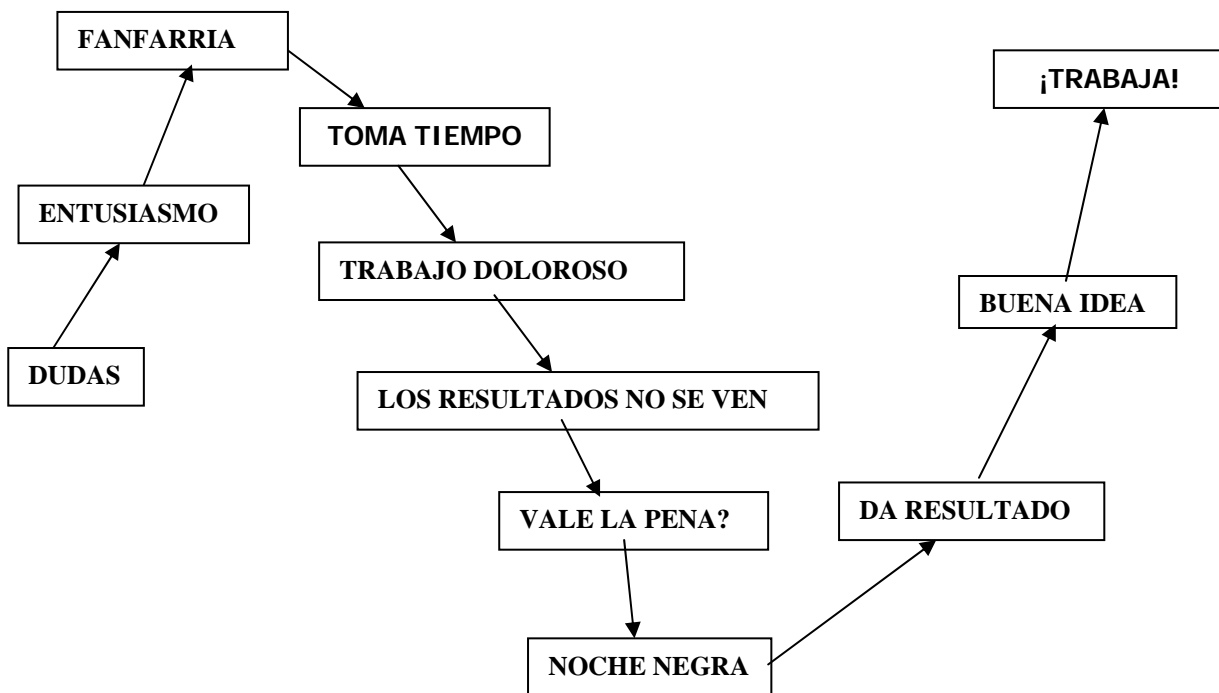 DUDAS
ENTUSIASMO
FANFARRIA
TOMA TIEMPO
TRABAJO DOLOROSO
LOS RESULTADOS NO SE VEN
VALE LA PENA?
NOCHE NEGRA
DA RESULTADO
BUENA IDEA
¡TRABAJA!